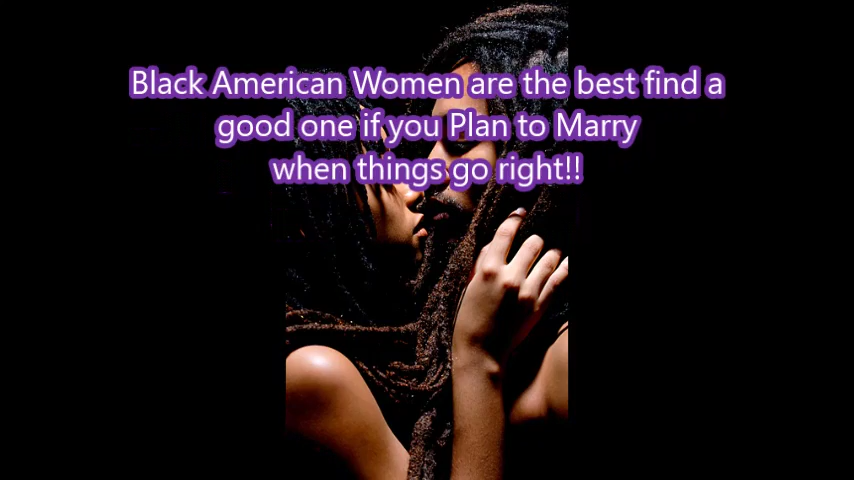 Black American Women are the best find a
good one if you Plan to Marry
when things go right!!